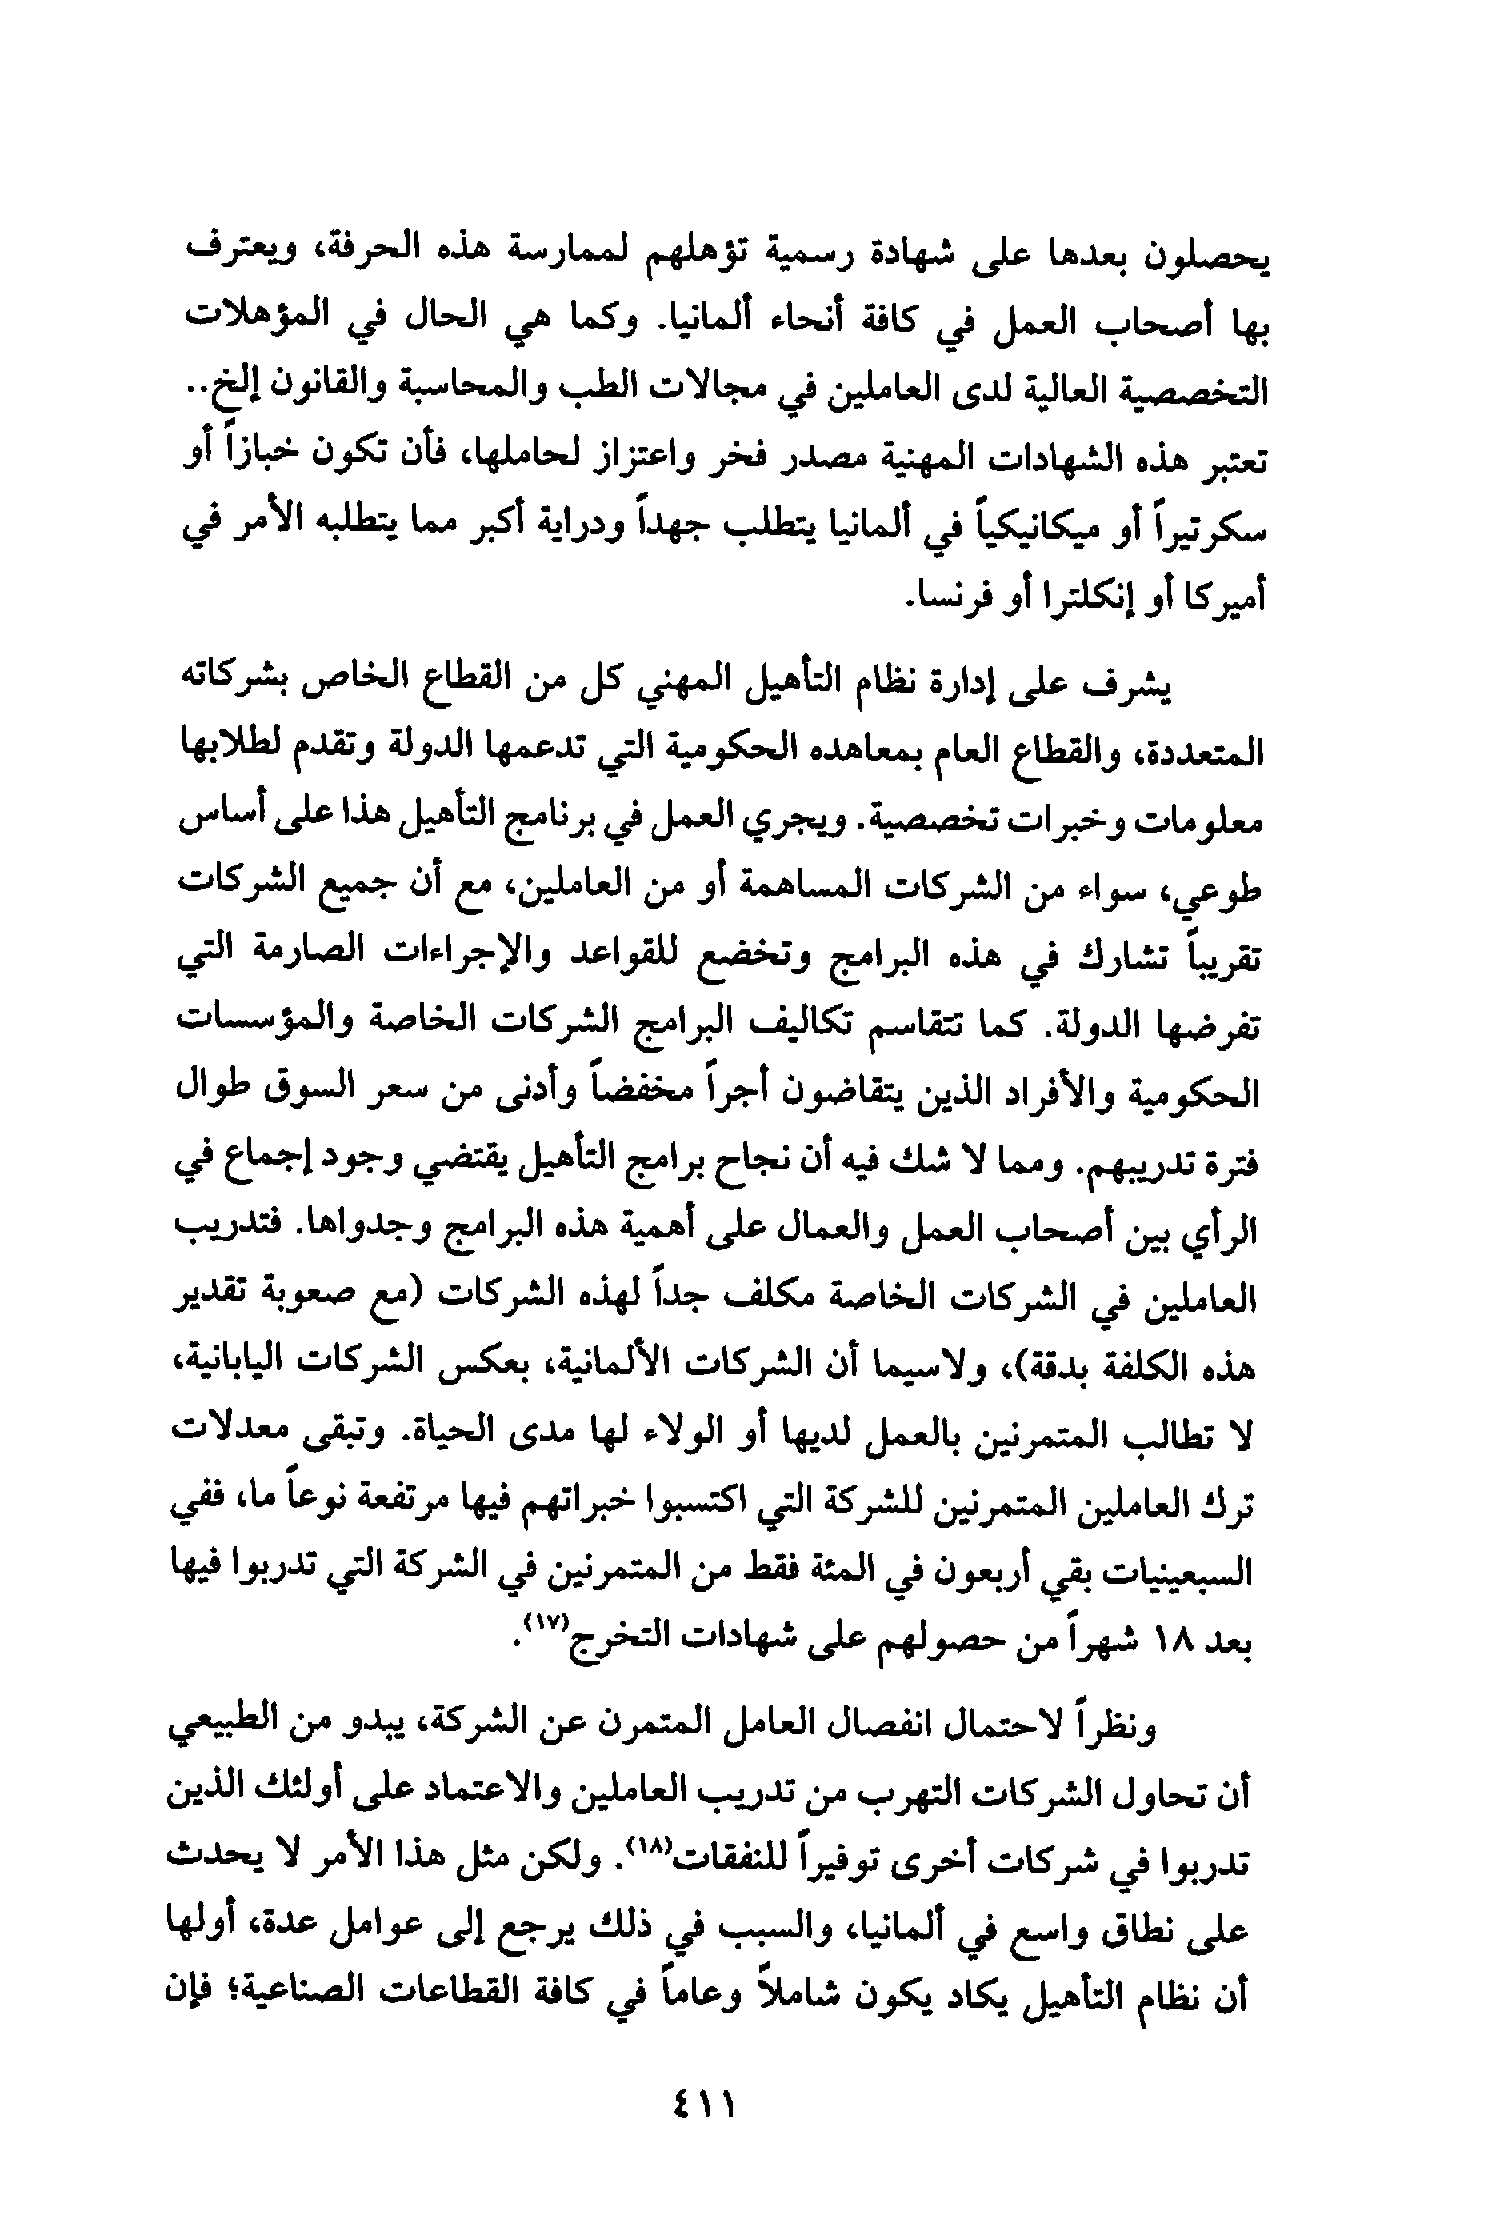 يحصلون بعدها على شهادة رسمية تؤهلهم لممارسة هذه الحرفة، ويعترف
بها أصحاب العمل في كافة أنحاء ألمانيا. وكما هي الحال في المؤهلات
التخصصية العالية لدى العاملين في مجالات الطب والمحاسبة والقانون إلخ..
تعتبر هذه الشهادات المهنية مصدر فخر واعتزاز لحاملها، فأن تكون خبازاً أو
سكرتيراً أو ميكانيكياً في ألمانيا يتطلب جهداً ودراية أكبر مما يتطلبه الأمر في
أميركا أو إنكلترا أو فرنسا.
يشرف على إدارة نظام التأهيل المهني كل من القطاع الخاص بشركاته
المتعددة، والقطاع العام بمعاهده الحكومية التي تدعمها الدولة وتقدم لطلابها
معلومات وخبرات تخصصية. ويجري العمل في برنامج التأهيل هذا على أساس
طوعي، سواء من الشركات المساهمة أو من العاملين، مع أن جميع الشركات
تقريباً تشارك في هذه البرامج وتخضع للقواعد والإجراءات الصارمة التي
تفرضها الدولة. كما تتقاسم تكاليف البرامج الشركات الخاصة والمؤسسات
الحكومية والأفراد الذين يتقاضون أجراً مخفضاً وأدنى من سعر السوق طوال
فترة تدريبهم. ومما لا شك فيه أن نجاح برامج التأهيل يقتضي وجود إجماع في
الرأي بين أصحاب العمل والعمال على أهمية هذه البرامج وجدواها. فتدريب
العاملين في الشركات الخاصة مكلف جداً لهذه الشركات (مع صعوبة تقدير
هذه الكلفة بدقة)، ولاسيما أن الشركات الألمانية، بعكس الشركات اليابانية،
لا تطالب المتمرنين بالعمل لديها أو الولاء لها مدى الحياة. وتبقى معدلات
ترك العاملين المتمرنين للشركة التي اكتسبوا خبراتهم فيها مرتفعة نوعاً ما، ففي
السبعينيات بقي أربعون في المئة فقط من المتمرنين في الشركة التي تدربوا فيها
بعد ١٨ شهراً من حصولهم على شهادات التخرج(١٧).
ونظراً لاحتمال انفصال العامل المتمرن عن الشركة، يبدو من الطبيعي
أن تحاول الشركات التهرب من تدريب العاملين والاعتماد على أولئك الذين
تدربوا في شركات أخرى توفيراً للنفقات(١٨). ولكن مثل هذا الأمر لا يحدث
على نطاق واسع في ألمانيا، والسبب في ذلك يرجع إلى عوامل عدة، أولها
أن نظام التأهيل يكاد يكون شاملاً وعاماً في كافة القطاعات الصناعية؛ فإن
٤١١